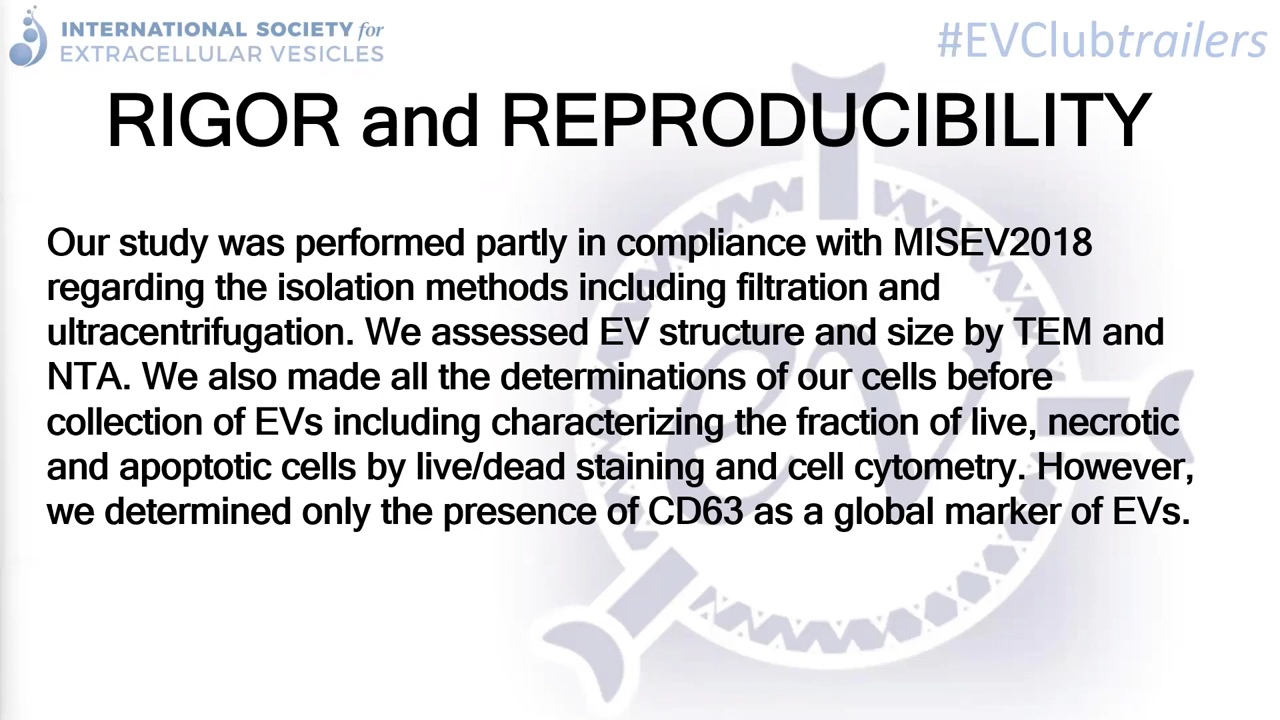 INTERNATIONAL SOCIETY for
EXTRACELLULAR VESICLES
#EVClubtrailers
RIGOR and REPRODUCIBILITY
Our study was performed partly in compliance with MISEV2018
regarding the isolation methods including filtration and
ultracentrifugation. We assessed EV structure and size by TEM and
NTA. We also made all the determinations of our cells before
collection of EVs including characterizing the fraction of live, necrotic
and apoptotic cells by live/dead staining and cell cytometry. However,
we determined only the presence of CD63 as a global marker of EVs.
ev